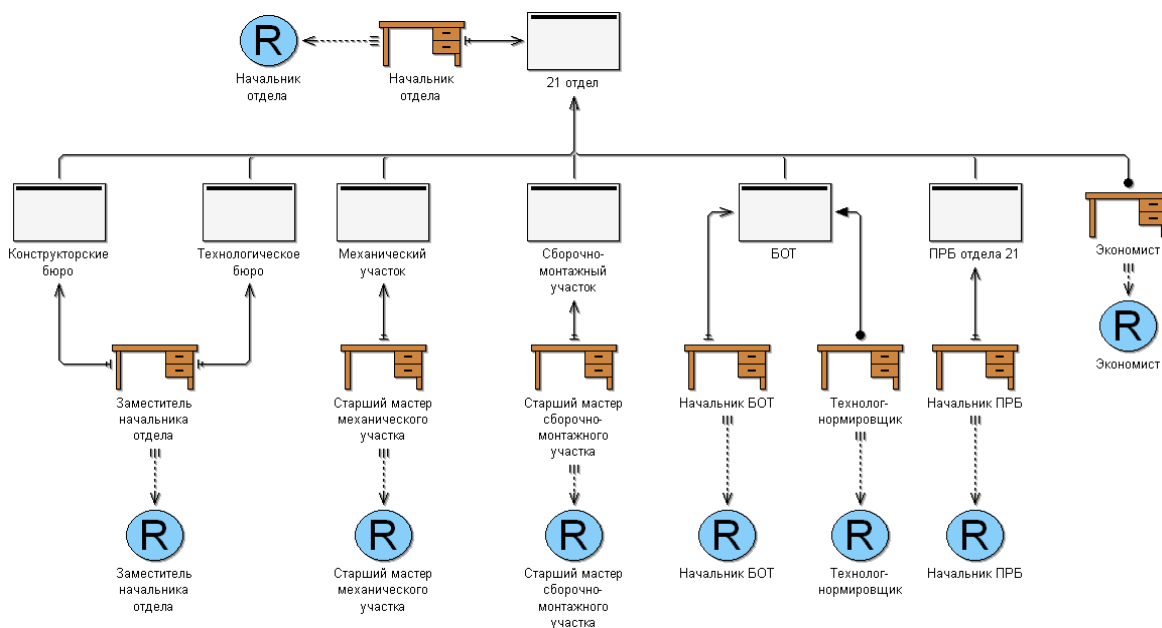 R
Начальник
отдела
Начальник
отдела
21 отдел
Конструкторские
бюро
Технологическое
бюро
Механический
участок
Сборочно-
монтажный
участок
БОТ
ПРБ отдела 21
Экономист
R
Экономист
Заместитель
начальника
отдела
Старший мастер
механического
участка
Старший мастер
сборочно-
монтажного
участка
Начальник БОТ
Технолог-
нормировщик
Начальник ПРБ
R
R
R
R
R
R
Заместитель
начальника
отдела
Старший мастер
механического
участка
Старший мастер
сборочно-
монтажного
участка
Начальник БОТ
Технолог-
нормировщик
Начальник ПРБ